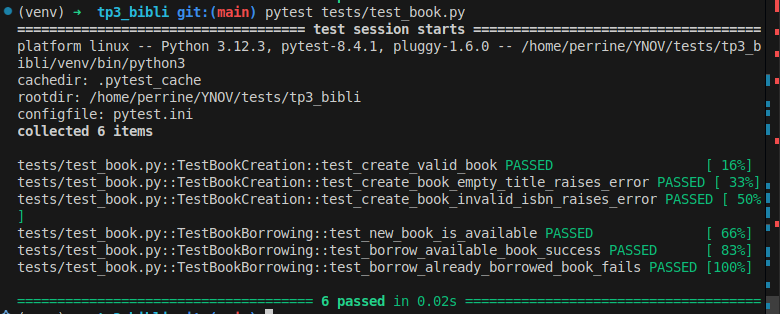 (venv) → tp3_bibli git:(main) pytest tests/test_book.py
=================================== test session starts ===================================
platform linux -- Python 3.12.3, pytest-8.4.1, pluggy-1.6.0 -- /home/perrine/YNOV/tests/tp3_b
ibli/venv/bin/python3
cachedir: .pytest_cache
rootdir: /home/perrine/YNOV/tests/tp3_bibli
configfile: pytest.ini
collected 6 items
tests/test_book.py::TestBookCreation::test_create_valid_book PASSED [ 16%]
tests/test_book.py::TestBookCreation::test_create_book_empty_title_raises_error PASSED [ 33%]
tests/test_book.py::TestBookCreation::test_create_book_invalid_isbn_raises_error PASSED [ 50%
]
tests/test_book.py::TestBookBorrowing::test_new_book_is_available PASSED [ 66%]
tests/test_book.py::TestBookBorrowing::test_borrow_available_book_success PASSED [ 83%]
tests/test_book.py::TestBookBorrowing::test_borrow_already_borrowed_book_fails PASSED [100%]
==================================== 6 passed in 0.02s ====================================